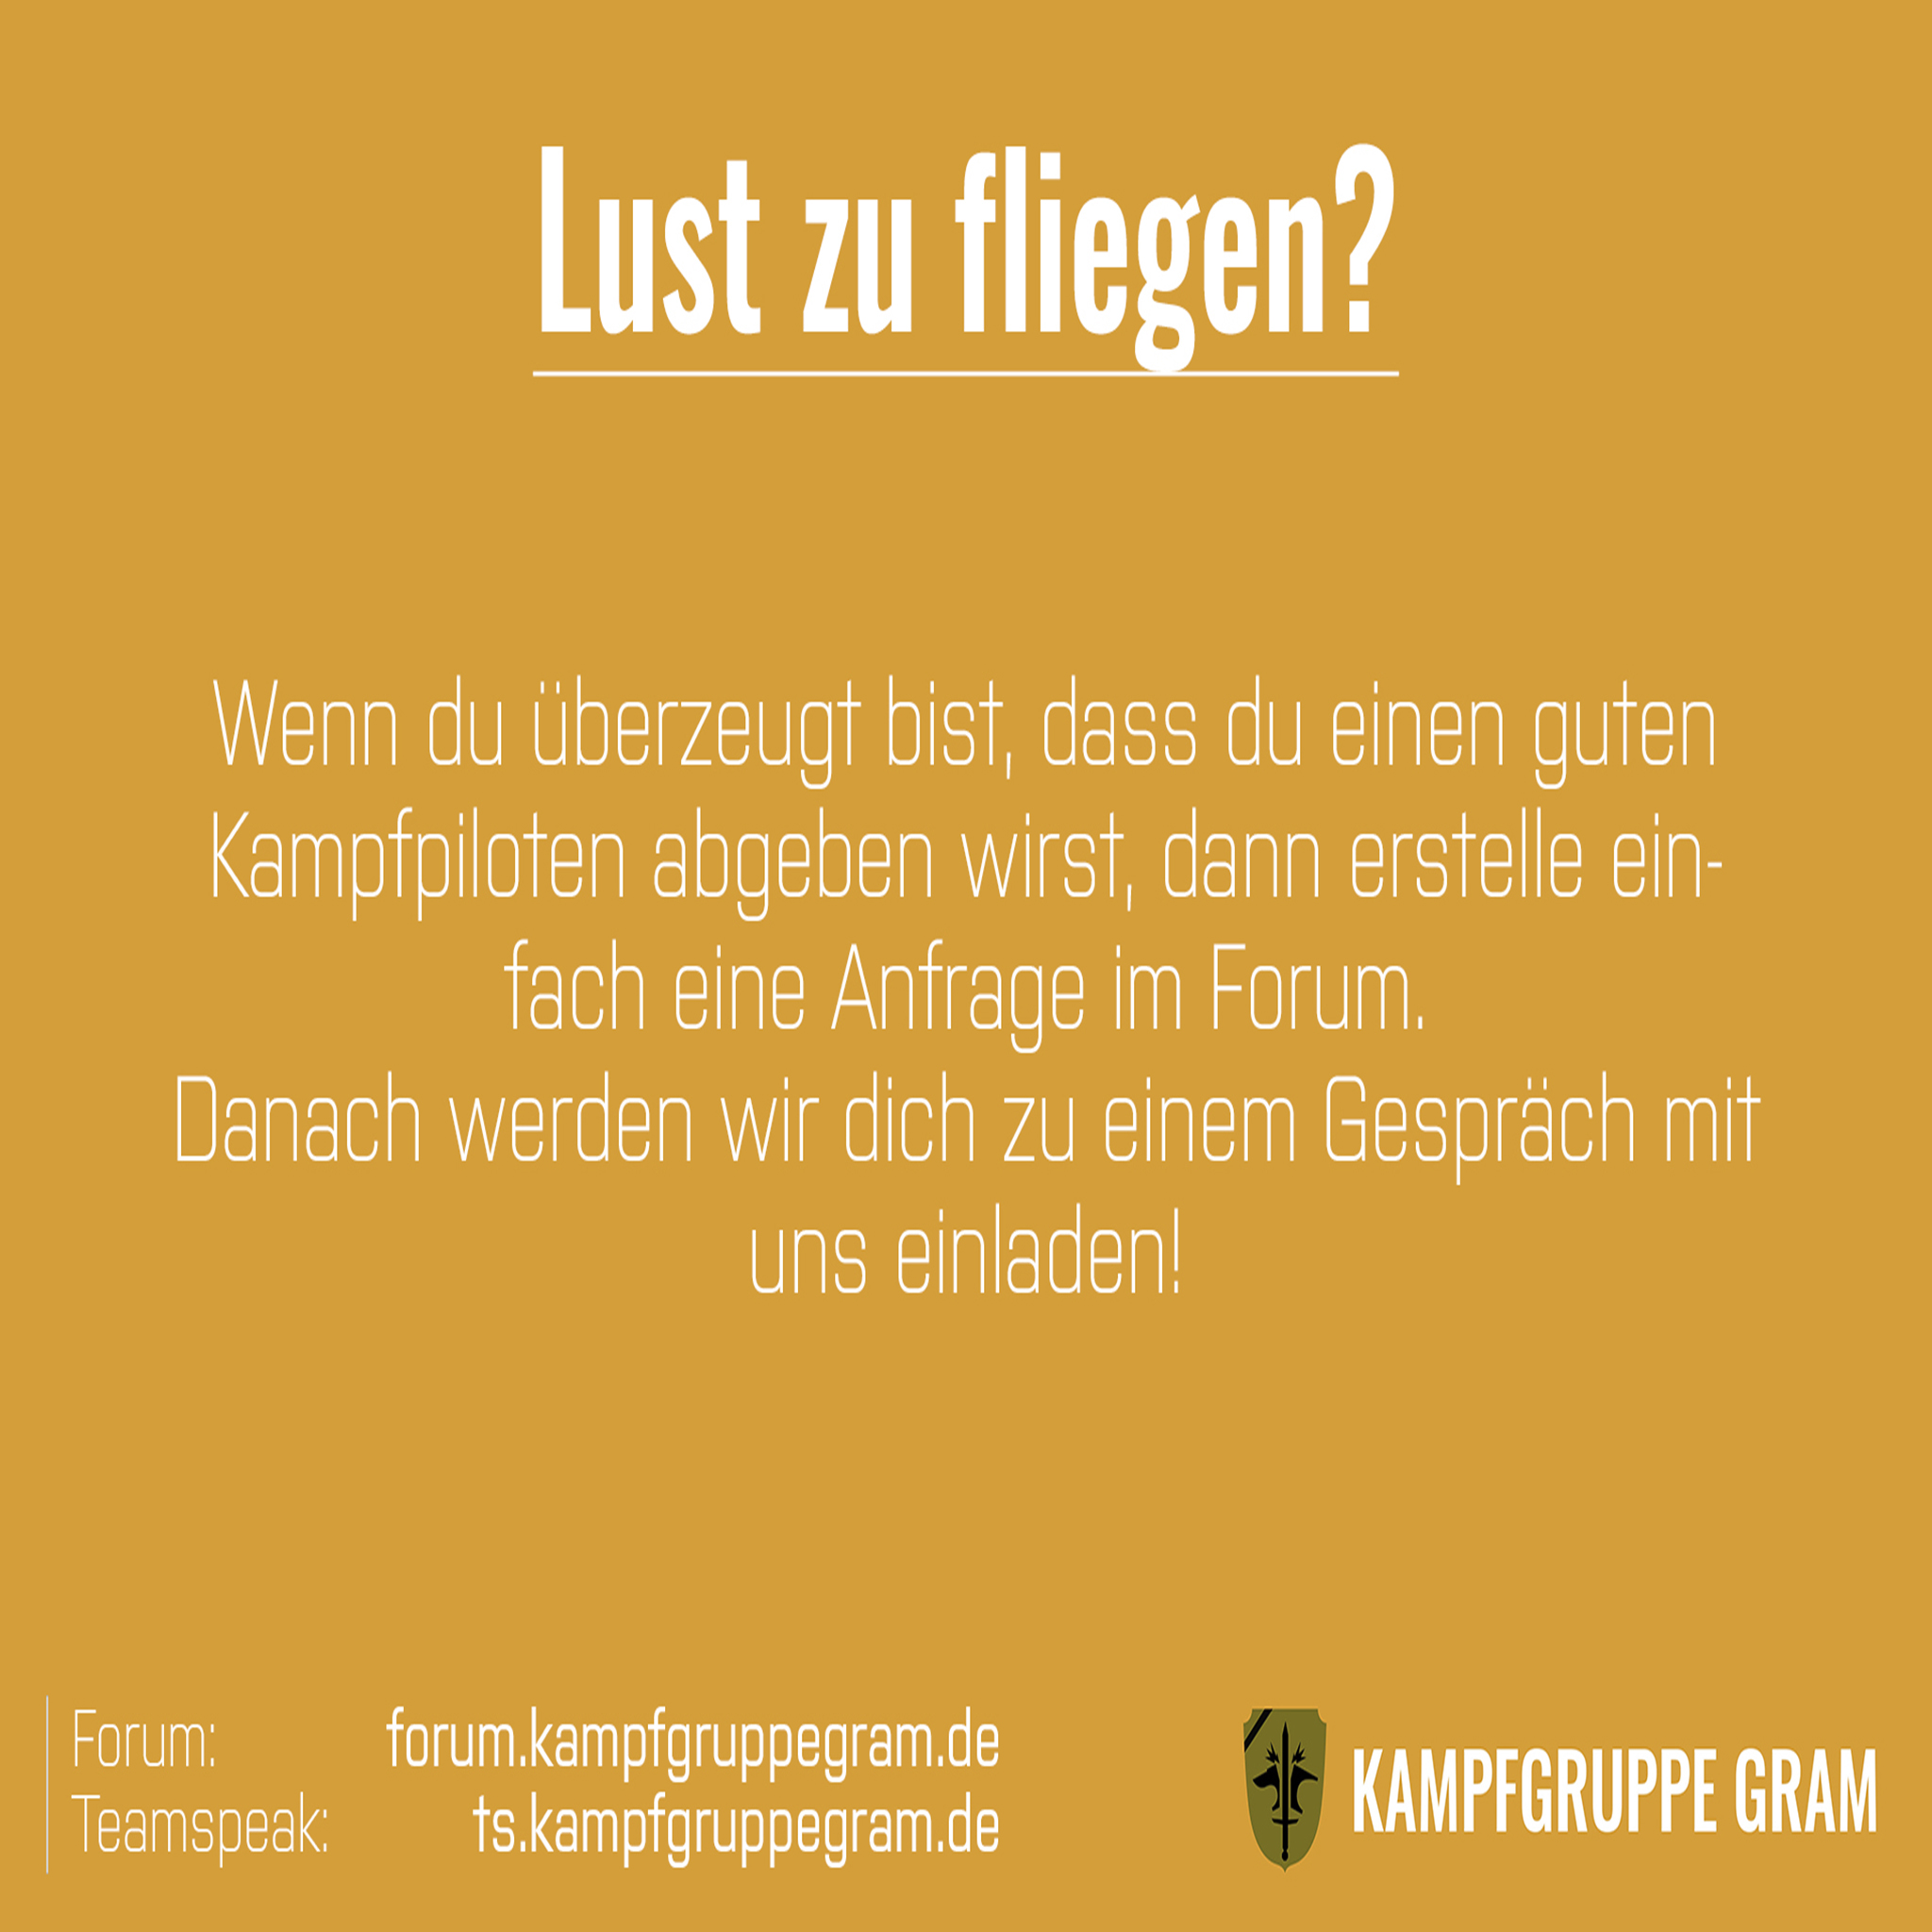 Lust zu fliegen?
Wenn du überzeugt bist, dass du einen guten
Kampfpiloten abgeben wirst, dann erstelle ein-
fach eine Anfrage im Forum.
Danach werden wir dich zu einem Gespräch mit
uns einladen!
Forum: forum.kampfgruppegram.de
Teamspeak: ts.kampfgruppegram.de
KAMPFGRUPPE GRAM